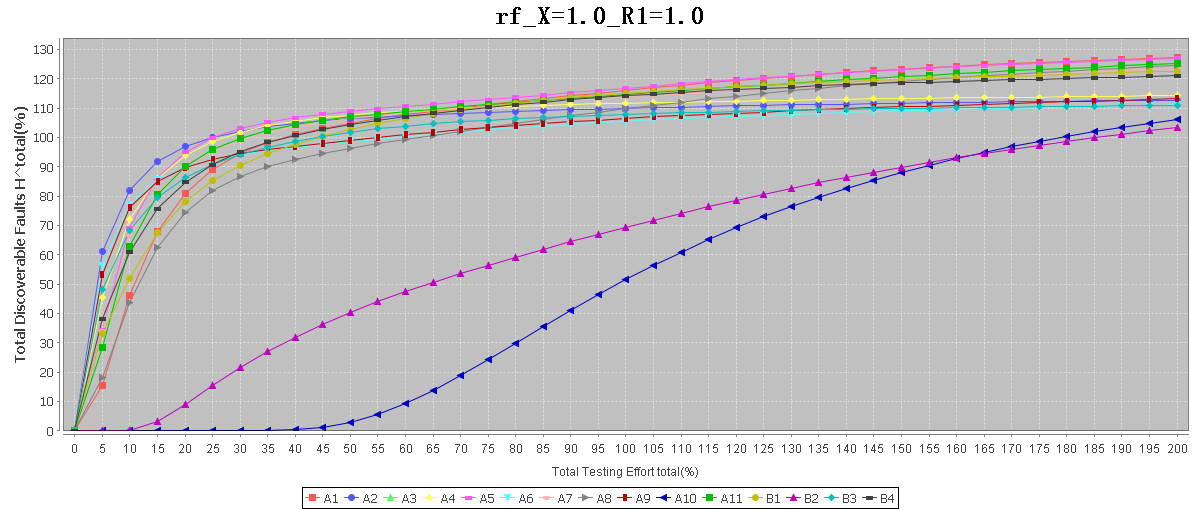 rf_X=1.0_R1=1.0
Total Discoverable Faults H^total(%)
130
120
110
100
90
80
70
60
50
40
30
20
10
0
0 5 10 15 20 25 30 35 40 45 50 55 60 65 70 75 80 85 90 95 100 105 110 115 120 125 130 135 140 145 150 155 160 165 170 175 180 185 190 195 200
Total Testing Effort total(%)
A1 A2 A3 A4 A5 A6 A7 A8 A9 A10 A11 B1 B2 B3 B4